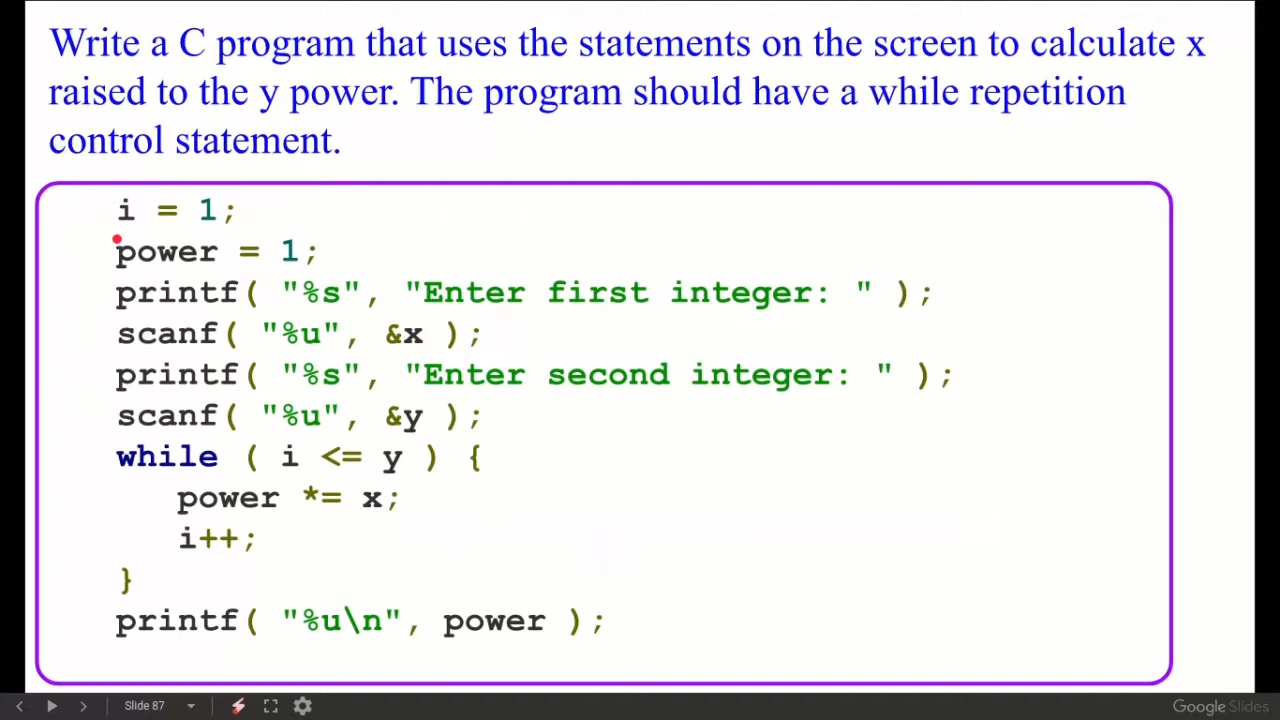 Write a C program that uses the statements on the screen to calculate x
raised to the y power. The program should have a while repetition
control statement.
i = 1;
power = 1;
printf( "%s", "Enter first integer: " );
scanf( "%u", &x );
printf( "%s", "Enter second integer: " );
scanf( "%u", &y );
while ( i <= y ) {
power *= x;
i++;
}
printf( "%u\n", power );
Slide 87
Google Slides